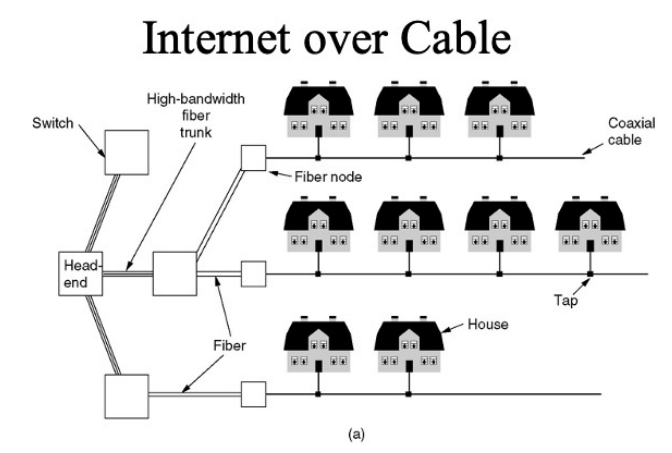 Internet over Cable
High-bandwidth
fiber
trunk
Switch
Coaxial
cable
Fiber node
Head-
end
Tap
House
Fiber
(a)